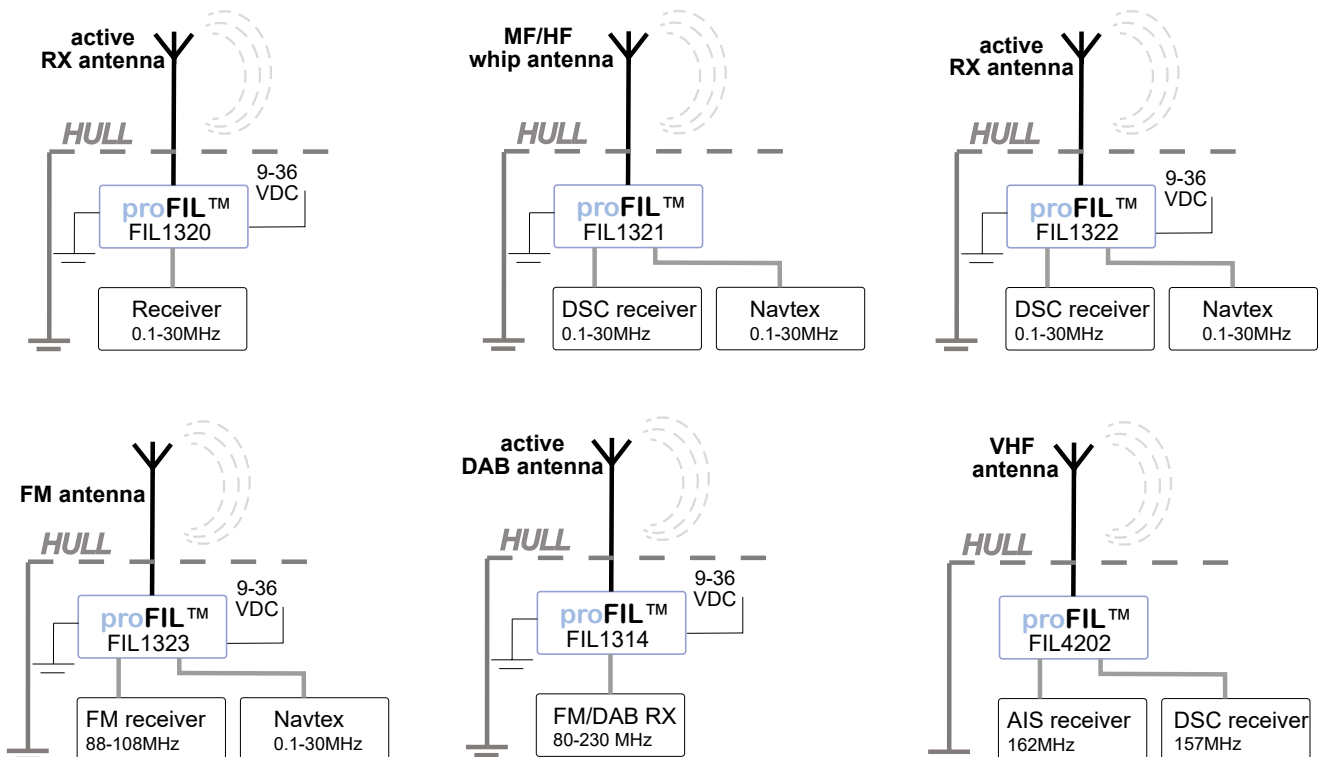 active
RX antenna
HULL
9-36
VDC
proFIL™
FIL1320
Receiver
0.1-30MHz
MF/HF
whip antenna
HULL
proFIL™
FIL1321
DSC receiver
0.1-30MHz
Navtex
0.1-30MHz
active
RX antenna
HULL
9-36
VDC
proFIL™
FIL1322
DSC receiver
0.1-30MHz
Navtex
0.1-30MHz
FM antenna
HULL
9-36
VDC
proFIL™
FIL1323
FM receiver
88-108MHz
Navtex
0.1-30MHz
active
DAB antenna
HULL
9-36
VDC
proFIL™
FIL1314
FM/DAB RX
80-230 MHz
VHF
antenna
HULL
proFIL™
FIL4202
AIS receiver
162MHz
DSC receiver
157MHz